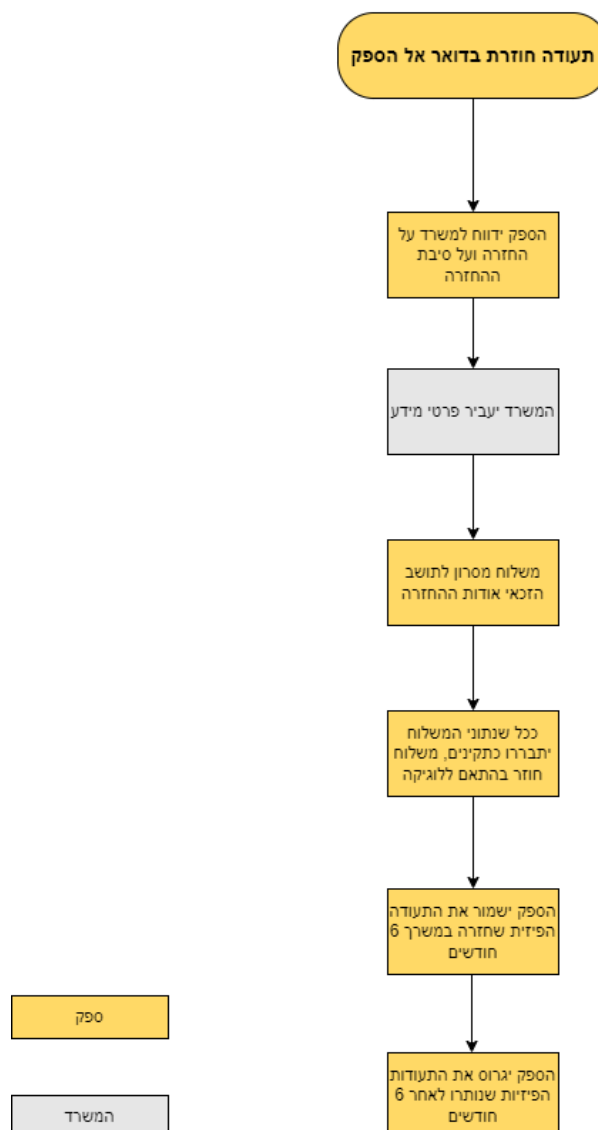 תעודה חוזרת בדואר אל הספק
הספק ידווח למשרד על
החזרה ועל סיבת
ההחזרה
המשרד יעביר פרטי מידע
משלוח מסרון לתושב
הזכאי אודות ההחזרה
ככל שנתוני המשלוח
יתבררו כתקינים, משלוח
חוזר בהתאם ללוגיקה
הספק ישמור את התעודה
הפיזית שחזרה במשרך 6
חודשים
ספק
הספק יגרוס את התעודות
הפיזיות שנותרו לאחר 6
חודשים
המשרד